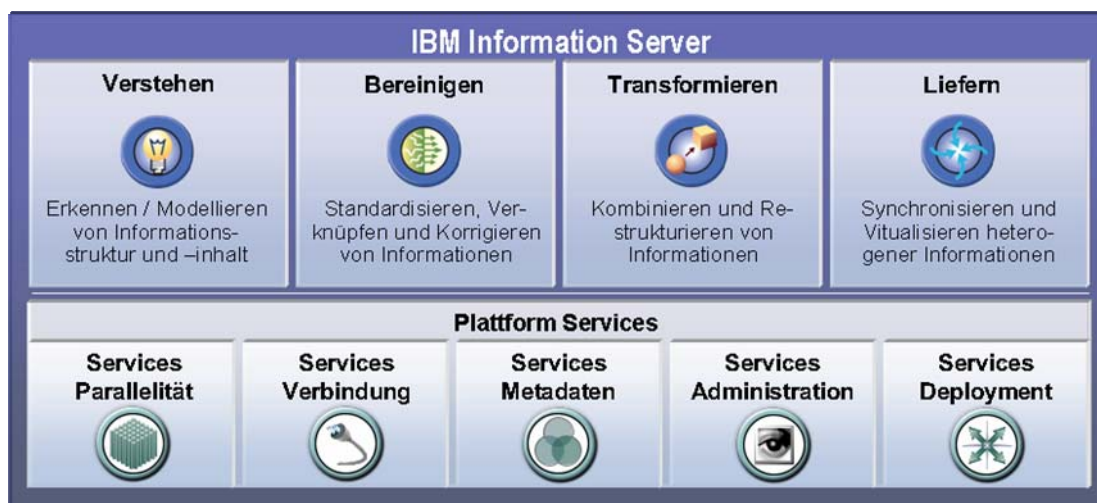 IBM Information Server
Verstehen
Erkennen / Modellieren
von Informations-
struktur und –inhalt
Bereinigen
Standardisieren, Ver-
knüpfen und Korrigieren
von Informationen
Transformieren
Kombinieren und Re-
strukturieren von
Informationen
Liefern
Synchronisieren und
Vitualisieren hetero-
gener Informationen
Plattform Services
Services
Parallelität
Services
Verbindung
Services
Metadaten
Services
Administration
Services
Deployment